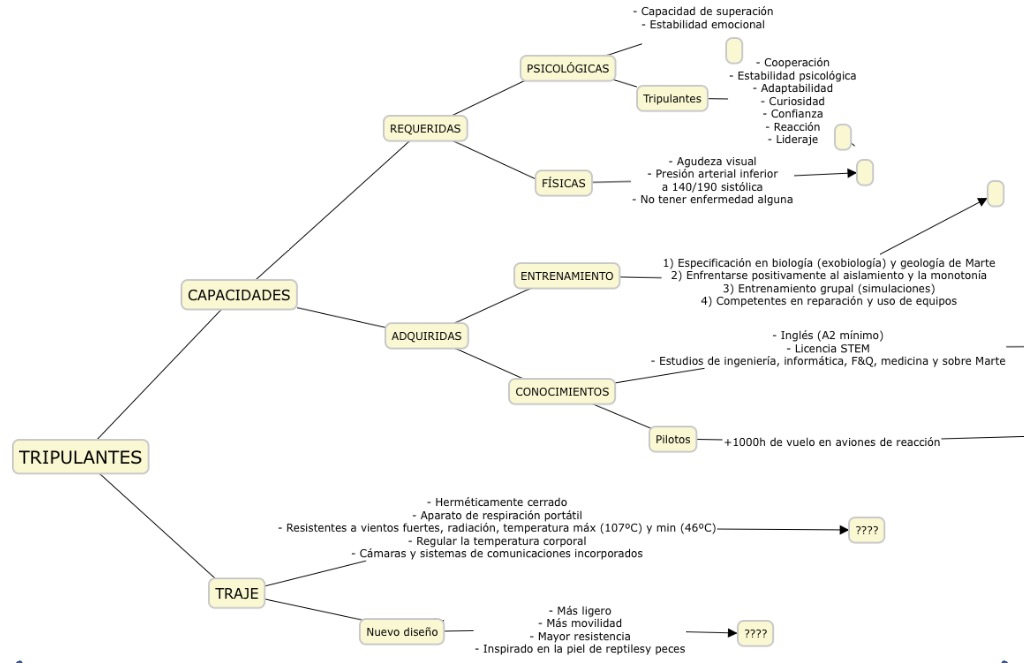 - Capacidad de superación
- Estabilidad emocional
PSICOLÓGICAS
Tripulantes
- Cooperación
- Estabilidad psicológica
- Adaptabilidad
- Curiosidad
- Confianza
- Reacción
- Lideraje
REQUERIDAS
FÍSICAS
- Agudeza visual
- Presión arterial inferior
a 140/190 sistólica
- No tener enfermedad alguna
CAPACIDADES
ENTRENAMIENTO
1) Especificación en biología (exobiología) y geología de Marte
2) Enfrentarse positivamente al aislamiento y la monotonía
3) Entrenamiento grupal (simulaciones)
4) Competentes en reparación y uso de equipos
ADQUIRIDAS
- Inglés (A2 mínimo)
- Licencia STEM
- Estudios de ingeniería, informática, F&Q, medicina y sobre Marte
CONOCIMIENTOS
Pilotos
+1000h de vuelo en aviones de reacción
TRIPULANTES
- Herméticamente cerrado
- Aparato de respiración portátil
- Resistentes a vientos fuertes, radiación, temperatura máx (107ºC) y min (46ºC)
- Regular la temperatura corporal
- Cámaras y sistemas de comunicaciones incorporados
????
TRAJE
Nuevo diseño
- Más ligero
- Más movilidad
- Mayor resistencia
- Inspirado en la piel de reptilesy peces
????